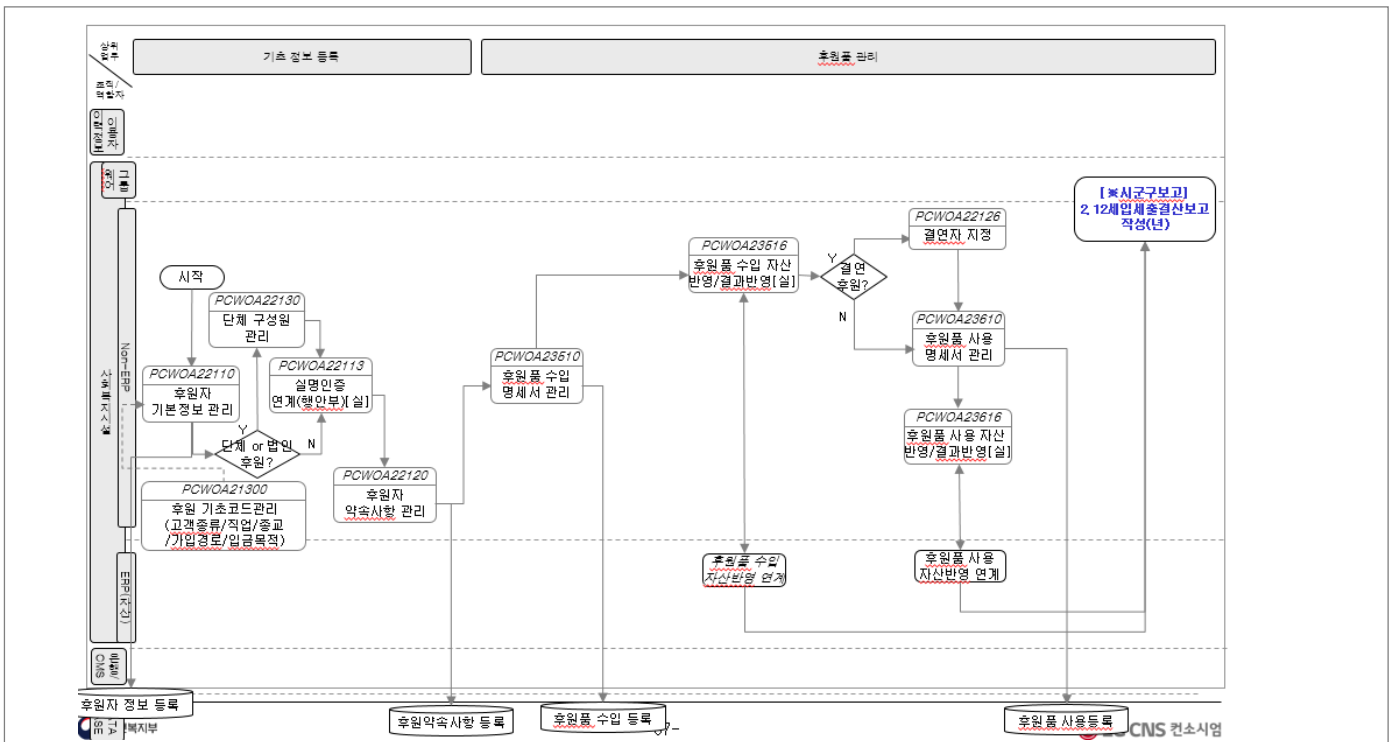 상위
업무
조직/
역할자
기초 정보 등록
후원품 관리
이용자
이력정보
그룹
웨어
사회복지시설
Non-ERP
ERP(자산)
CMS
시작
PCWOA22130
단체 구성원
관리
PCWOA22110
후원자
기본정보 관리
PCWOA22113
실명인증
연계(행안부)[실]
Y
단체 or 법인
후원?
N
PCWOA21300
후원 기초코드관리
(고객종류/직업/종교
/가입경로/입금목적)
PCWOA22120
후원자
약속사항 관리
PCWOA23510
후원품 수입
명세서 관리
PCWOA23516
후원품 수입 자산
반영/결과반영[실]
Y
결연
후원?
N
PCWOA22126
결연자 지정
PCWOA23610
후원품 사용
명세서 관리
PCWOA23616
후원품 사용 자산
반영/결과반영[실]
[※시군구보고]
2.12세입세출결산보고
작성(년)
후원품 수입
자산반영 연계
후원품 사용
자산반영 연계
후원자 정보 등록
후원약속사항 등록
후원품 수입 등록
후원품 사용등록
복지부
CNS 컨소시엄